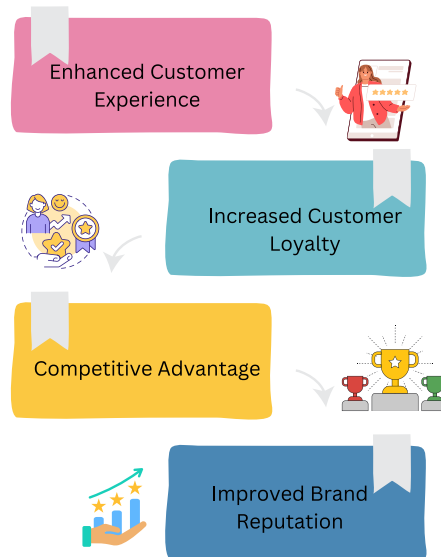 Enhanced Customer
Experience
Increased Customer
Loyalty
Competitive Advantage
Improved Brand
Reputation